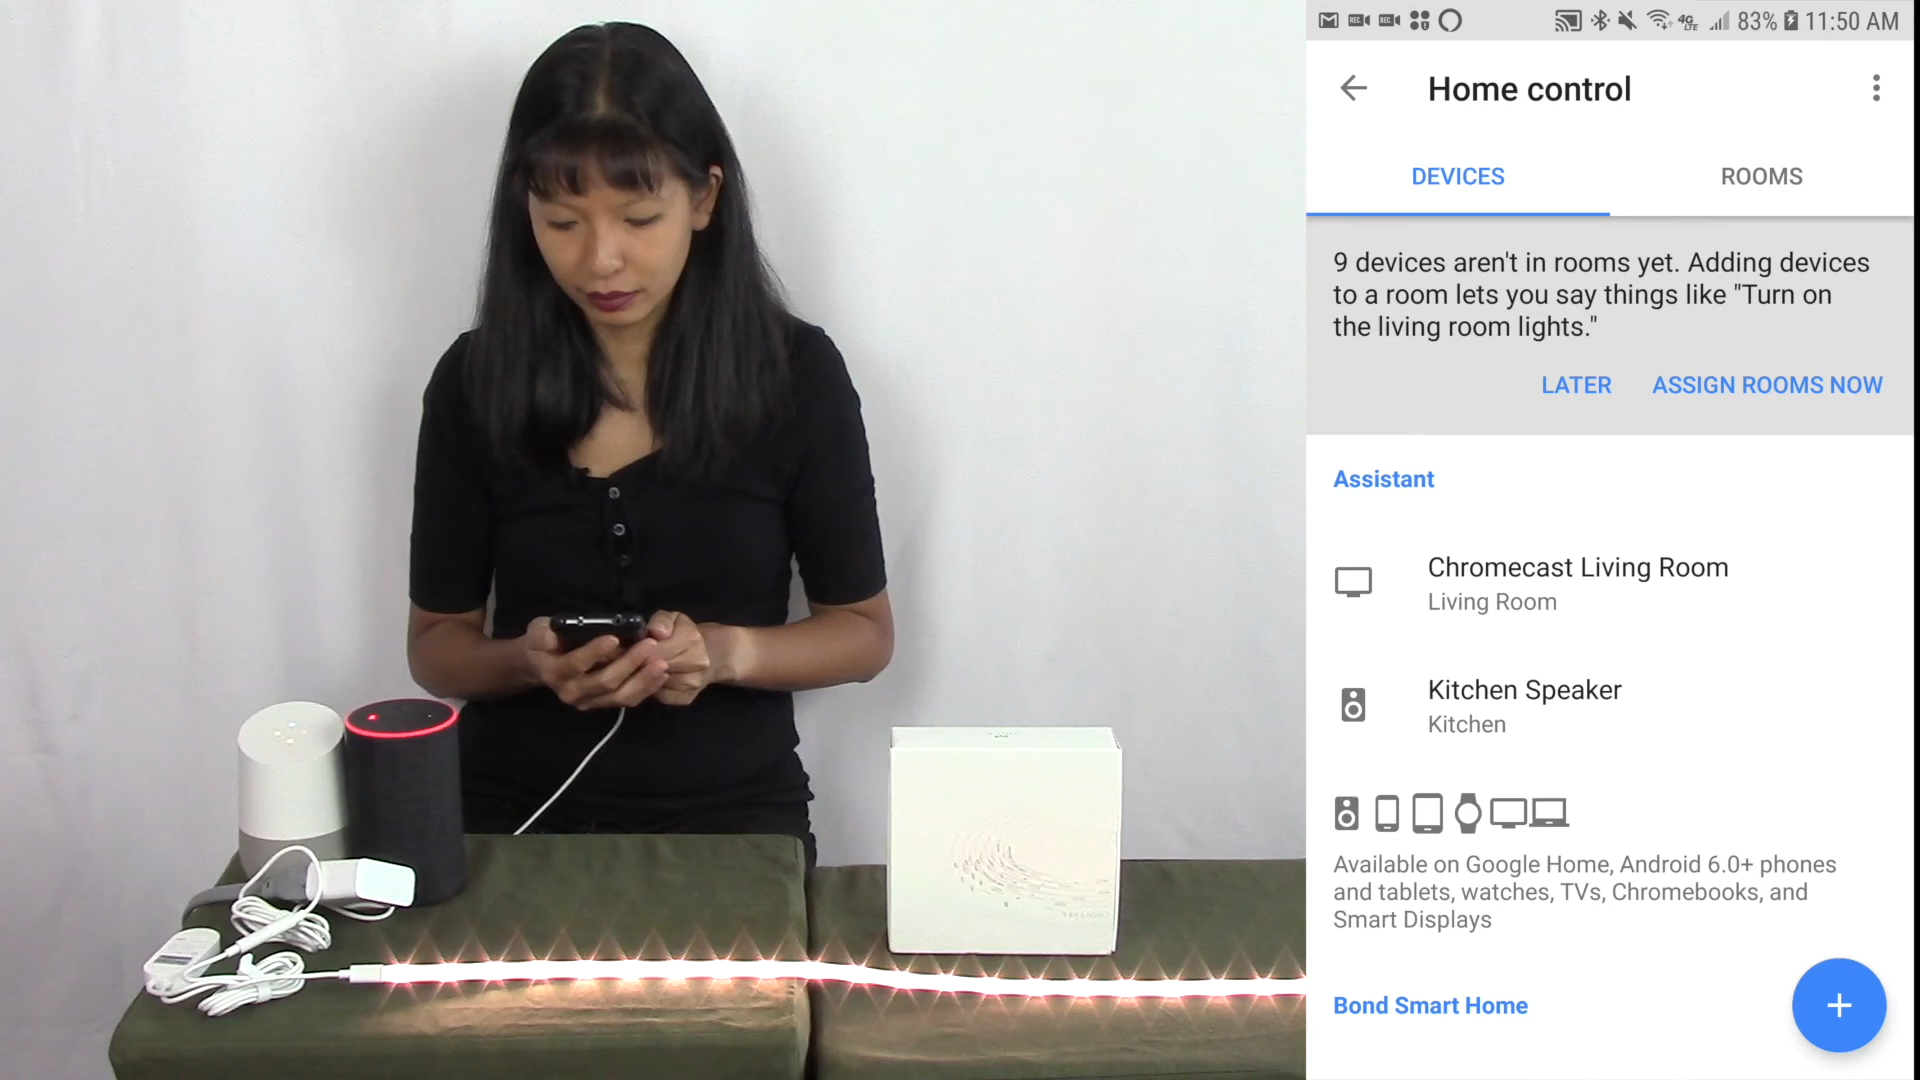 83% 11:50 AM
Home control
DEVICES
ROOMS
9 devices aren't in rooms yet. Adding devices
to a room lets you say things like "Turn on
the living room lights."
LATER
ASSIGN ROOMS NOW
Assistant
Chromecast Living Room
Living Room
Kitchen Speaker
Kitchen
Available on Google Home, Android 6.0+ phones
and tablets, watches, TVs, Chromebooks, and
Smart Displays
Bond Smart Home